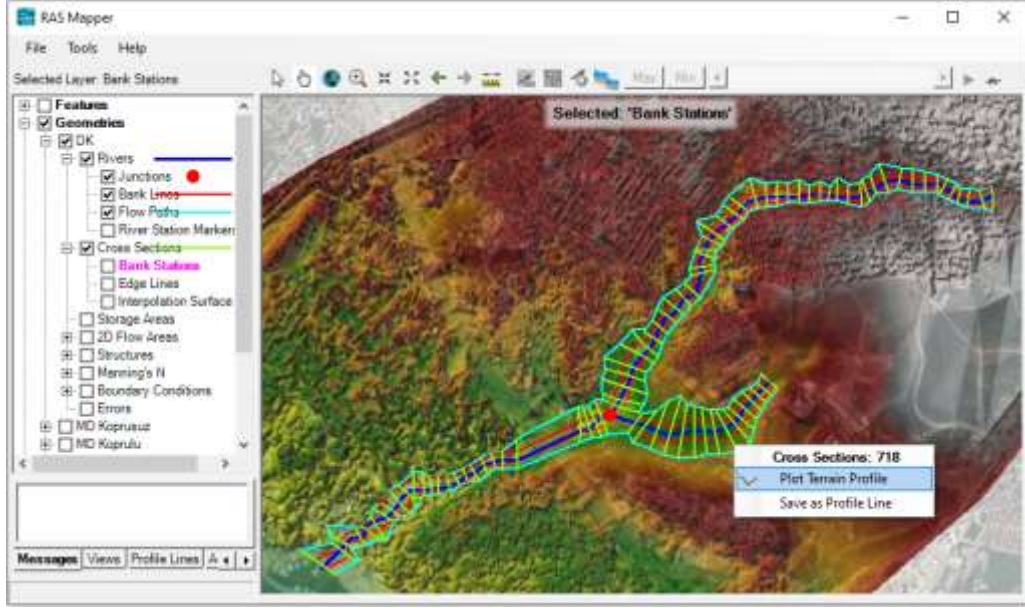 RAS Mapper
File Tools Help
Selected Layer: Bank Stations
May Min
Features
Geometries
DK
Rivers
Junctions
Bank Lines
Flow Paths
River Station Markers
Cross Sections
Bank Stations
Edge Lines
Interpolation Surface
Storage Areas
2D Flow Areas
Structures
Manning's N
Boundary Conditions
Errors
MD Koprusuz
MD Koprulu
Selected: 'Bank Stations'
Cross Sections: 718
Plot Terrain Profile
Save as Profile Line
Messages Views Profile Lines A